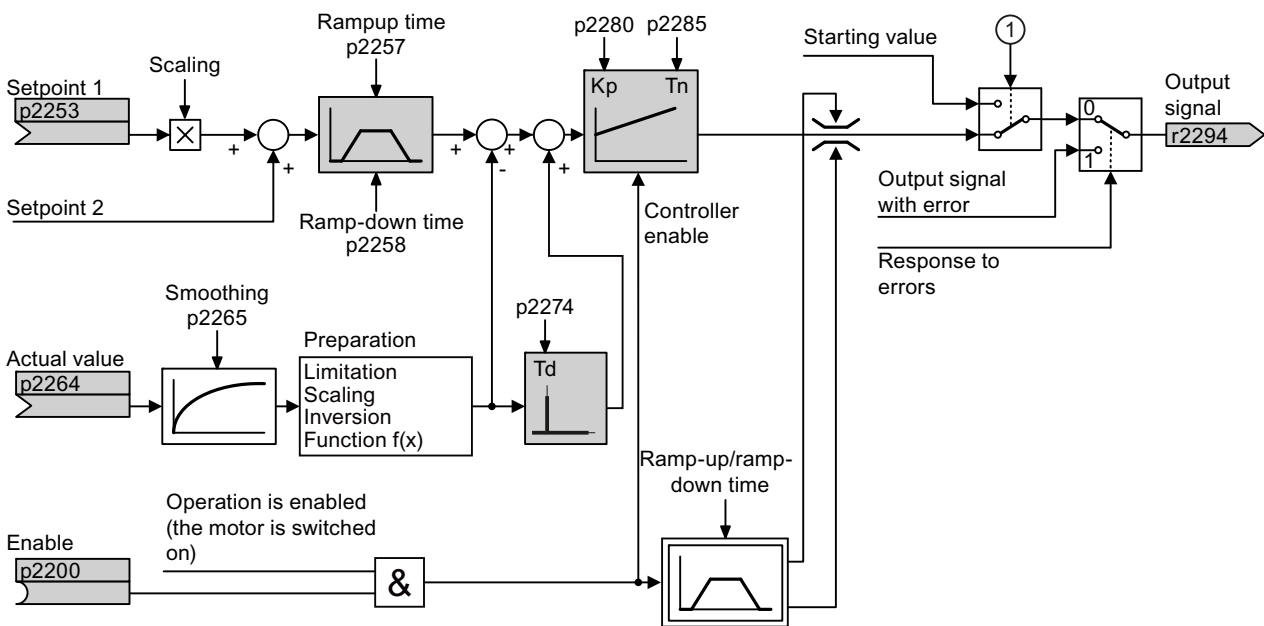 Rampup time
p2257
p2280
p2285
1
Starting value
Scaling
Setpoint 1
p2253
Kp
Tn
Output
signal
r2294
0
1
+
+
+
-
+
+
Output signal
with error
Setpoint 2
Ramp-down time
p2258
Controller
enable
Response to
errors
Smoothing
p2265
p2274
Actual value
p2264
Preparation
Limitation
Scaling
Inversion
Function f(x)
Td
Ramp-up/ramp-
down time
Operation is enabled
(the motor is switched
on)
Enable
p2200
&